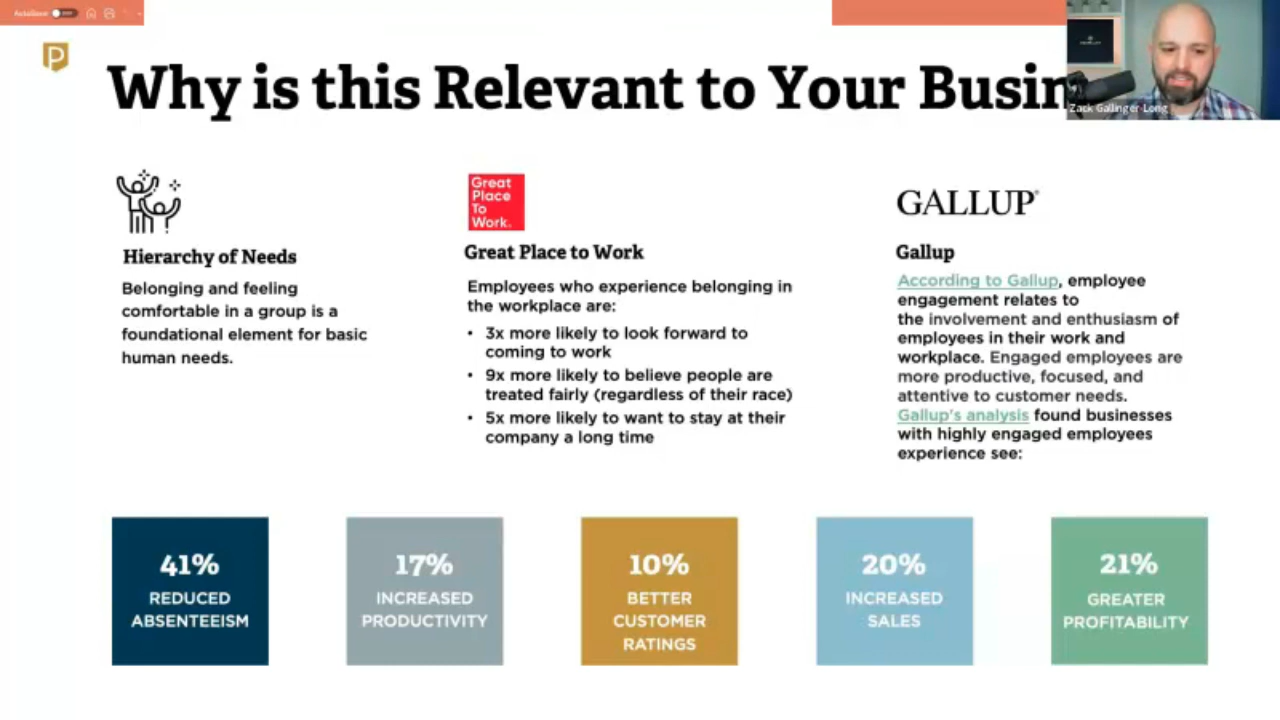 AutoSave
P
Why is this Relevant to Your Busin
Zack Gallinger-Long
Hierarchy of Needs
Belonging and feeling
comfortable in a group is a
foundational element for basic
human needs.
Great
Place
To
Work.
Great Place to Work
Employees who experience belonging in
the workplace are:
• 3x more likely to look forward to
coming to work
• 9x more likely to believe people are
treated fairly (regardless of their race)
• 5x more likely to want to stay at their
company a long time
GALLUP®
Gallup
According to Gallup, employee
engagement relates to
the involvement and enthusiasm of
employees in their work and
workplace. Engaged employees are
more productive, focused, and
attentive to customer needs.
Gallup's analysis found businesses
with highly engaged employees
experience see:
41%
REDUCED
ABSENTEEISM
17%
INCREASED
PRODUCTIVITY
10%
BETTER
CUSTOMER
RATINGS
20%
INCREASED
SALES
21%
GREATER
PROFITABILITY